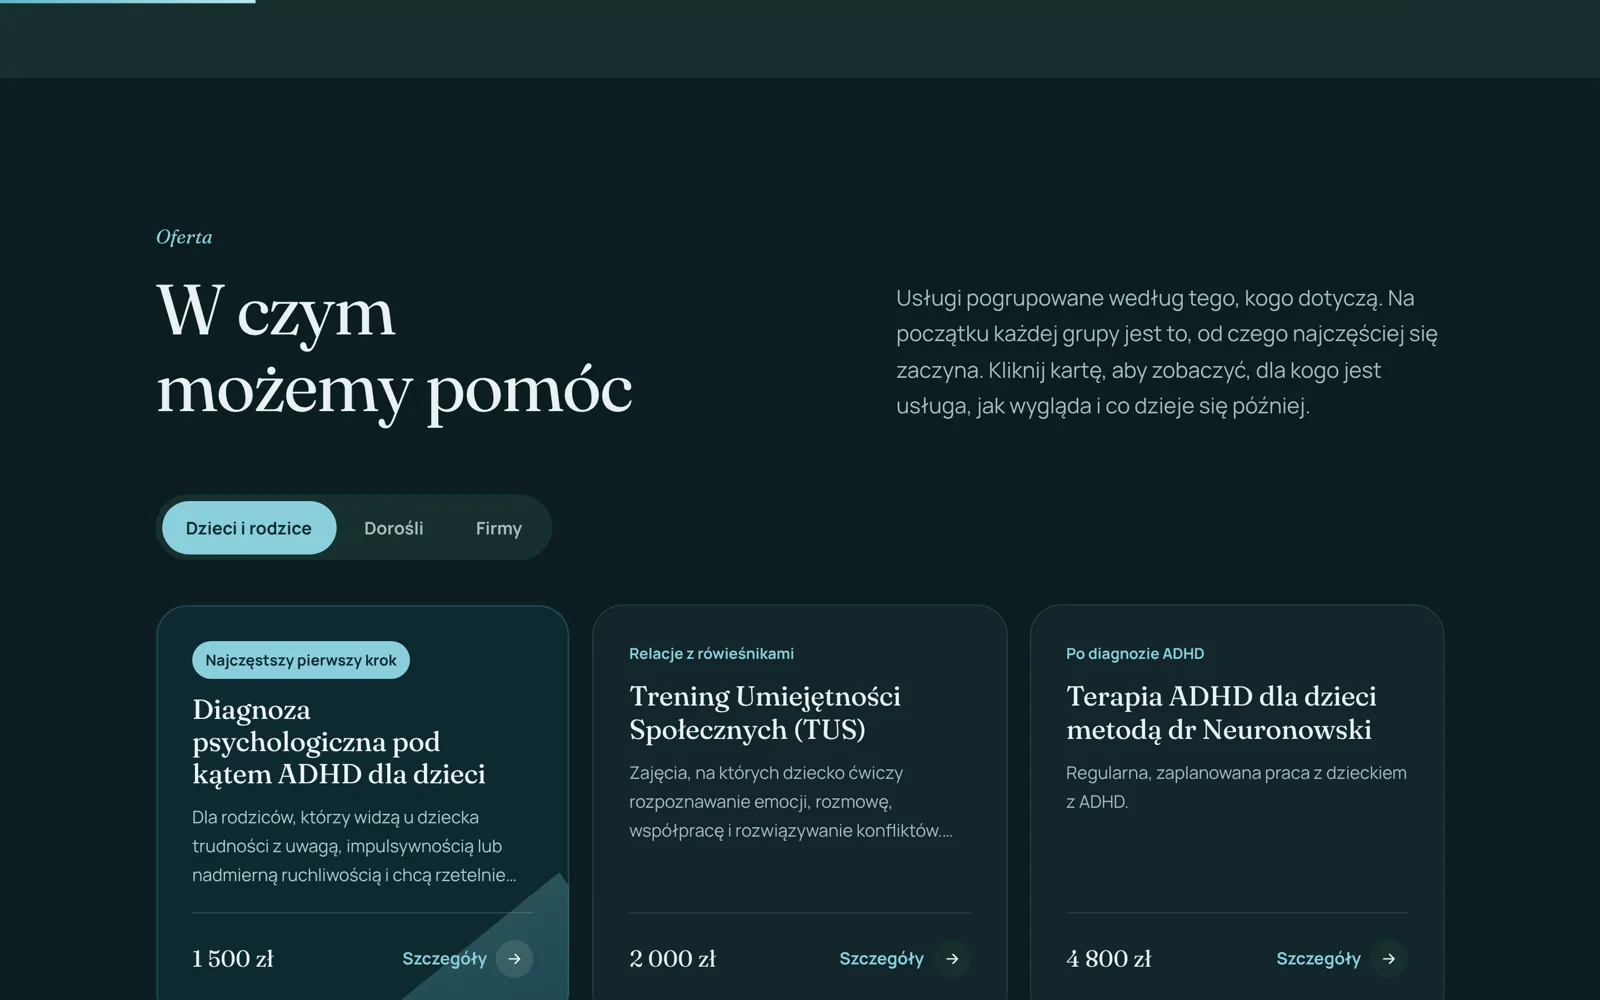 Oferta
W czym
możemy pomóc
Usługi pogrupowane według tego, kogo dotyczą. Na
początku każdej grupy jest to, od czego najczęściej się
zaczyna. Kliknij kartę, aby zobaczyć, dla kogo jest
usługa, jak wygląda i co dzieje się później.
Dzieci i rodzice
Dorośli
Firmy
Najczęstszy pierwszy krok
Diagnoza
psychologiczna pod
kątem ADHD dla dzieci
Dla rodziców, którzy widzą u dziecka
trudności z uwagą, impulsywnością lub
nadmierną ruchliwością i chcą rzetelnie...
1 500 zł
Szczegóły →
Relacje z rówieśnikami
Trening Umiejętności
Społecznych (TUS)
Zajęcia, na których dziecko ćwiczy
rozpoznawanie emocji, rozmowę,
współpracę i rozwiązywanie konfliktów....
2 000 zł
Szczegóły →
Po diagnozie ADHD
Terapia ADHD dla dzieci
metodą dr Neuronowski
Regularna, zaplanowana praca z dzieckiem
z ADHD.
4 800 zł
Szczegóły →